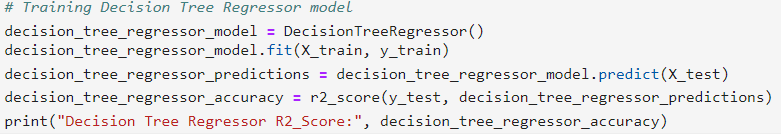 # Training Decision Tree Regressor model
decision_tree_regressor_model = DecisionTreeRegressor()
decision_tree_regressor_model.fit(X_train, y_train)
decision_tree_regressor_predictions = decision_tree_regressor_model.predict(X_test)
decision_tree_regressor_accuracy = r2_score(y_test, decision_tree_regressor_predictions)
print("Decision Tree Regressor R2_Score:", decision_tree_regressor_accuracy)